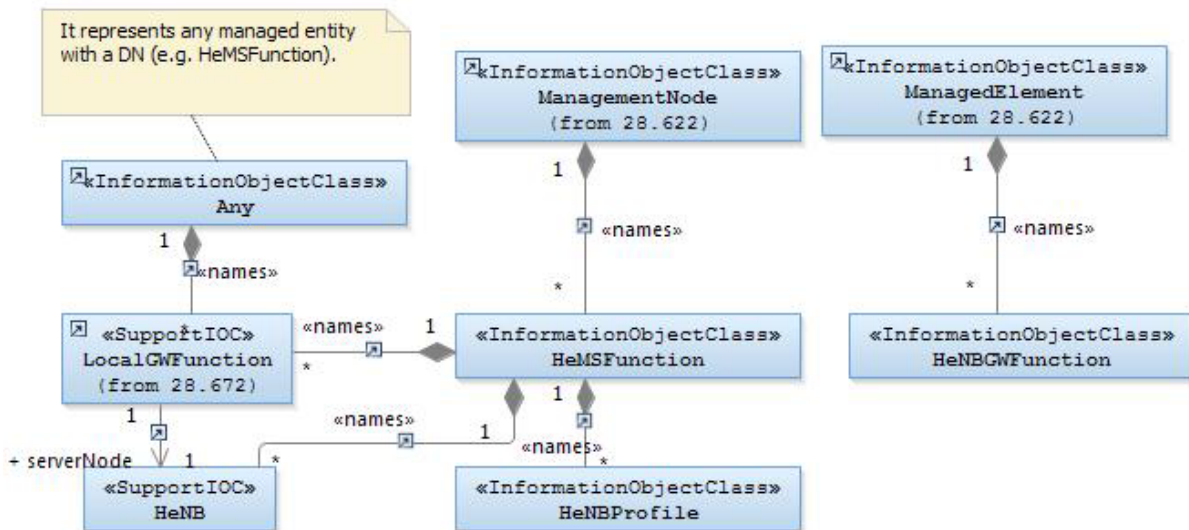 It represents any managed entity
with a DN (e.g. HeMSFunction).
«InformationObjectClass»
ManagementNode
(from 28.622)
«InformationObjectClass»
ManagedElement
(from 28.622)
«InformationObjectClass»
Any
1
«names»
*
1
«names»
*
1
«names»
*
«SupportIOC»
LocalGWFunction
(from 28.672)
«names»
1
*
«InformationObjectClass»
HeMSFunction
«InformationObjectClass»
HeNBGWFunction
1
+ serverNode
1
«names»
1
*
1
«names»
*
«SupportIOC»
HeNB
«InformationObjectClass»
HeNBProfile